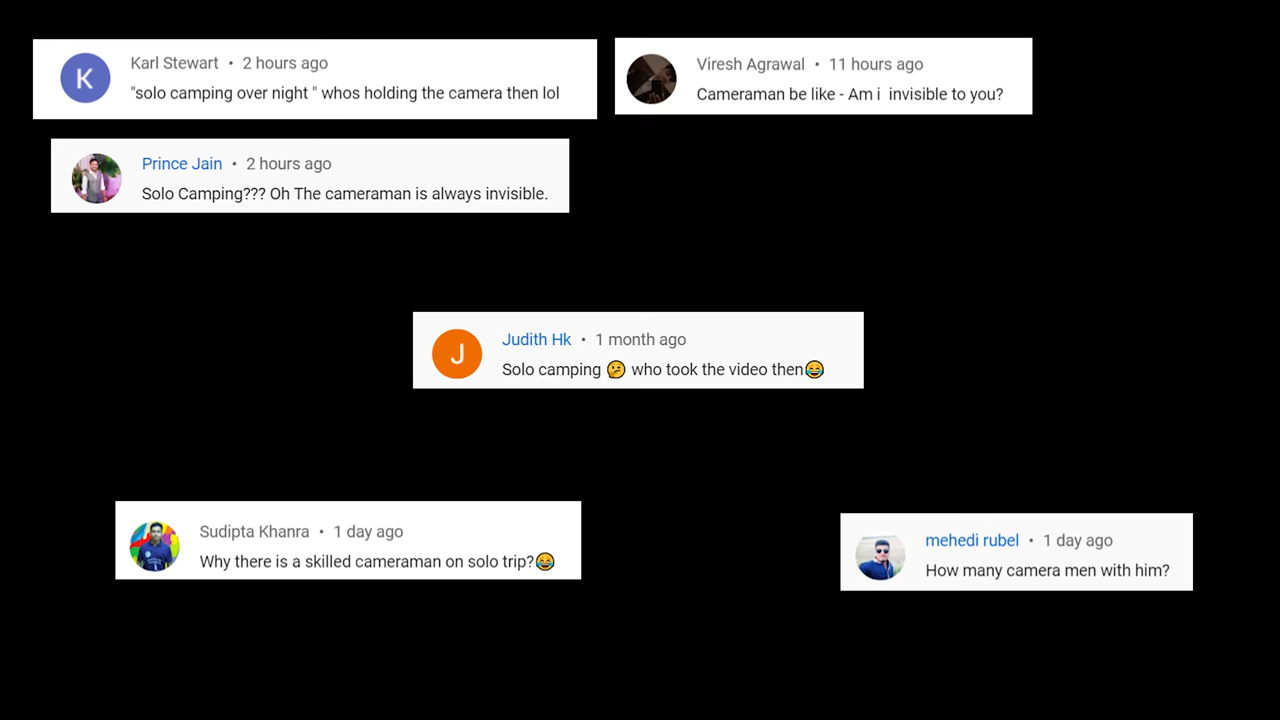 K
Karl Stewart • 2 hours ago
"solo camping over night " whos holding the camera then lol
Viresh Agrawal • 11 hours ago
Cameraman be like - Am i  invisible to you?
Prince Jain • 2 hours ago
Solo Camping??? Oh The cameraman is always invisible.
J
Judith Hk • 1 month ago
Solo camping 🤔 who took the video then😂
Sudipta Khanra • 1 day ago
Why there is a skilled cameraman on solo trip?😂
mehedi rubel • 1 day ago
How many camera men with him?